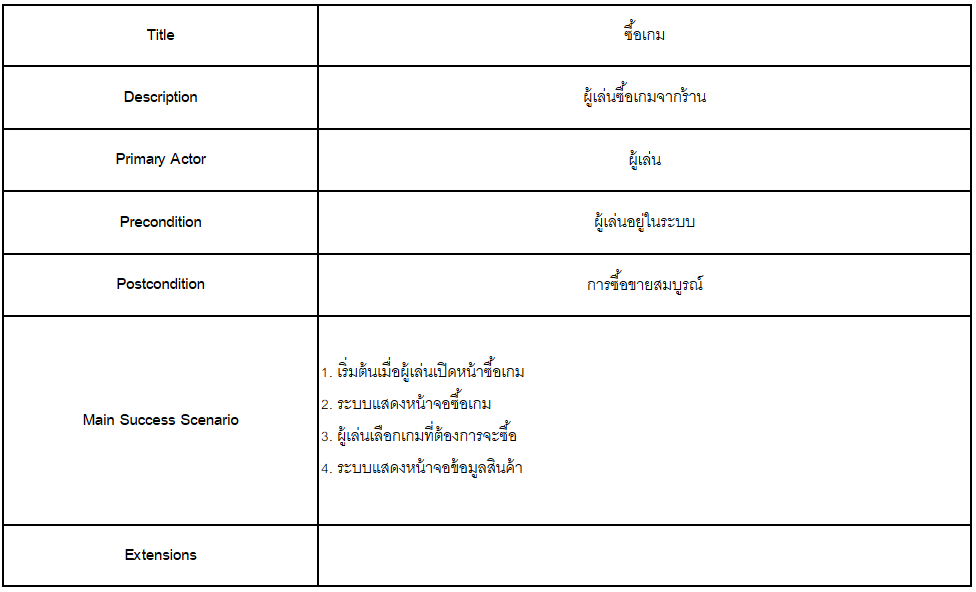 Title
ซื้อเกม
Description
ผู้เล่นซื้อเกมจากร้าน
Primary Actor
ผู้เล่น
Precondition
ผู้เล่นอยู่ในระบบ
Postcondition
การซื้อขายสมบูรณ์
Main Success Scenario
1. เริ่มต้นเมื่อผู้เล่นเปิดหน้าซื้อเกม
2. ระบบแสดงหน้าจอซื้อเกม
3. ผู้เล่นเลือกเกมที่ต้องการจะซื้อ
4. ระบบแสดงหน้าจอข้อมูลสินค้า
Extensions